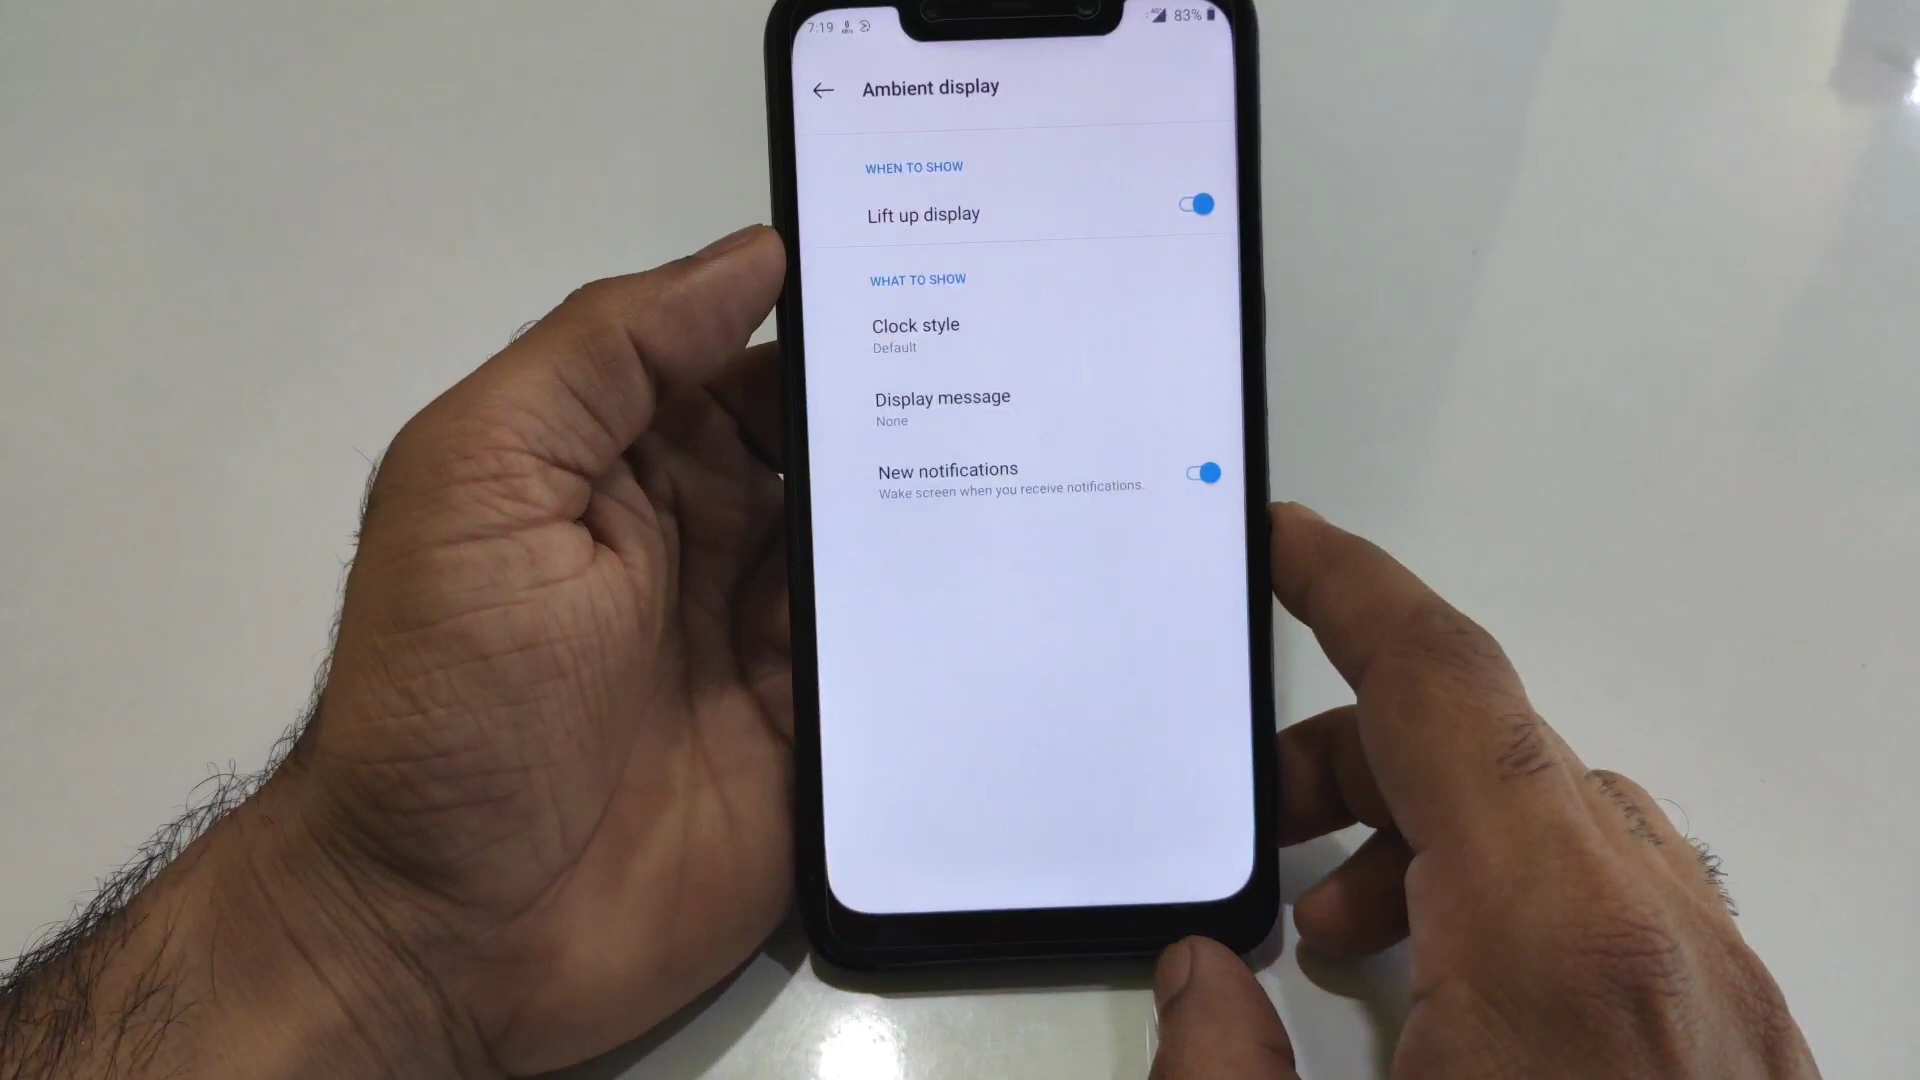 7:19
83%
Ambient display
WHEN TO SHOW
Lift up display
WHAT TO SHOW
Clock style
Default
Display message
None
New notifications
Wake screen when you receive notifications.